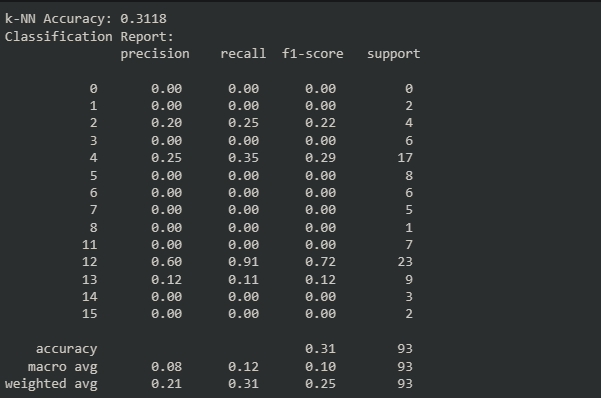 k-NN Accuracy: 0.3118
Classification Report:
precision recall f1-score support
0 0.00 0.00 0.00 0
1 0.00 0.00 0.00 2
2 0.20 0.25 0.22 4
3 0.00 0.00 0.00 6
4 0.25 0.35 0.29 17
5 0.00 0.00 0.00 8
6 0.00 0.00 0.00 6
7 0.00 0.00 0.00 5
8 0.00 0.00 0.00 1
11 0.00 0.00 0.00 7
12 0.60 0.91 0.72 23
13 0.12 0.11 0.12 9
14 0.00 0.00 0.00 3
15 0.00 0.00 0.00 2
accuracy 0.31 93
macro avg 0.08 0.12 0.10 93
weighted avg 0.21 0.31 0.25 93